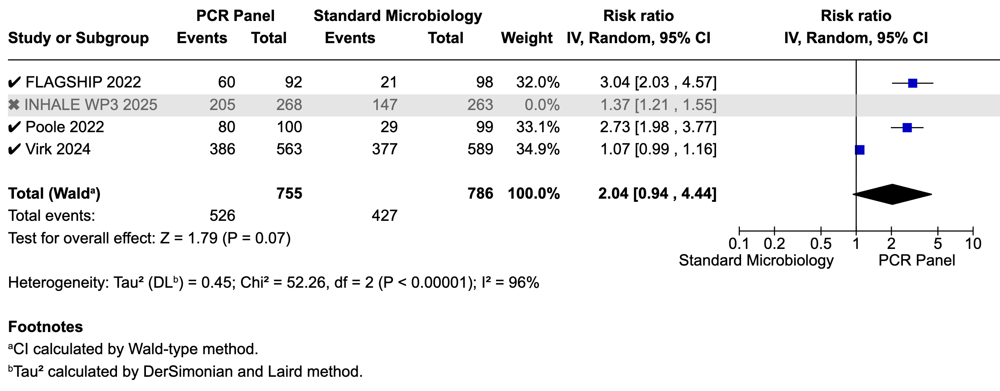 PCR Panel Standard Microbiology Risk ratio Risk ratio
Study or Subgroup Events Total Events Total Weight IV, Random, 95% CI IV, Random, 95% CI
✔ FLAGSHIP 2022 60 92 21 98 32.0% 3.04 [2.03 , 4.57]
✖ INHALE WP3 2025 205 268 147 263 0.0% 1.37 [1.21 , 1.55]
✔ Poole 2022 80 100 29 99 33.1% 2.73 [1.98 , 3.77]
✔ Virk 2024 386 563 377 589 34.9% 1.07 [0.99 , 1.16]
Total (Waldᵃ) 755 786 100.0% 2.04 [0.94 , 4.44]
Total events: 526 427
Test for overall effect: Z = 1.79 (P = 0.07)
0.1 0.2 0.5 1 2 5 10
Standard Microbiology PCR Panel
Heterogeneity: Tau² (DLᵇ) = 0.45; Chi² = 52.26, df = 2 (P < 0.00001); I² = 96%
Footnotes
ᵃCI calculated by Wald-type method.
ᵇTau² calculated by DerSimonian and Laird method.